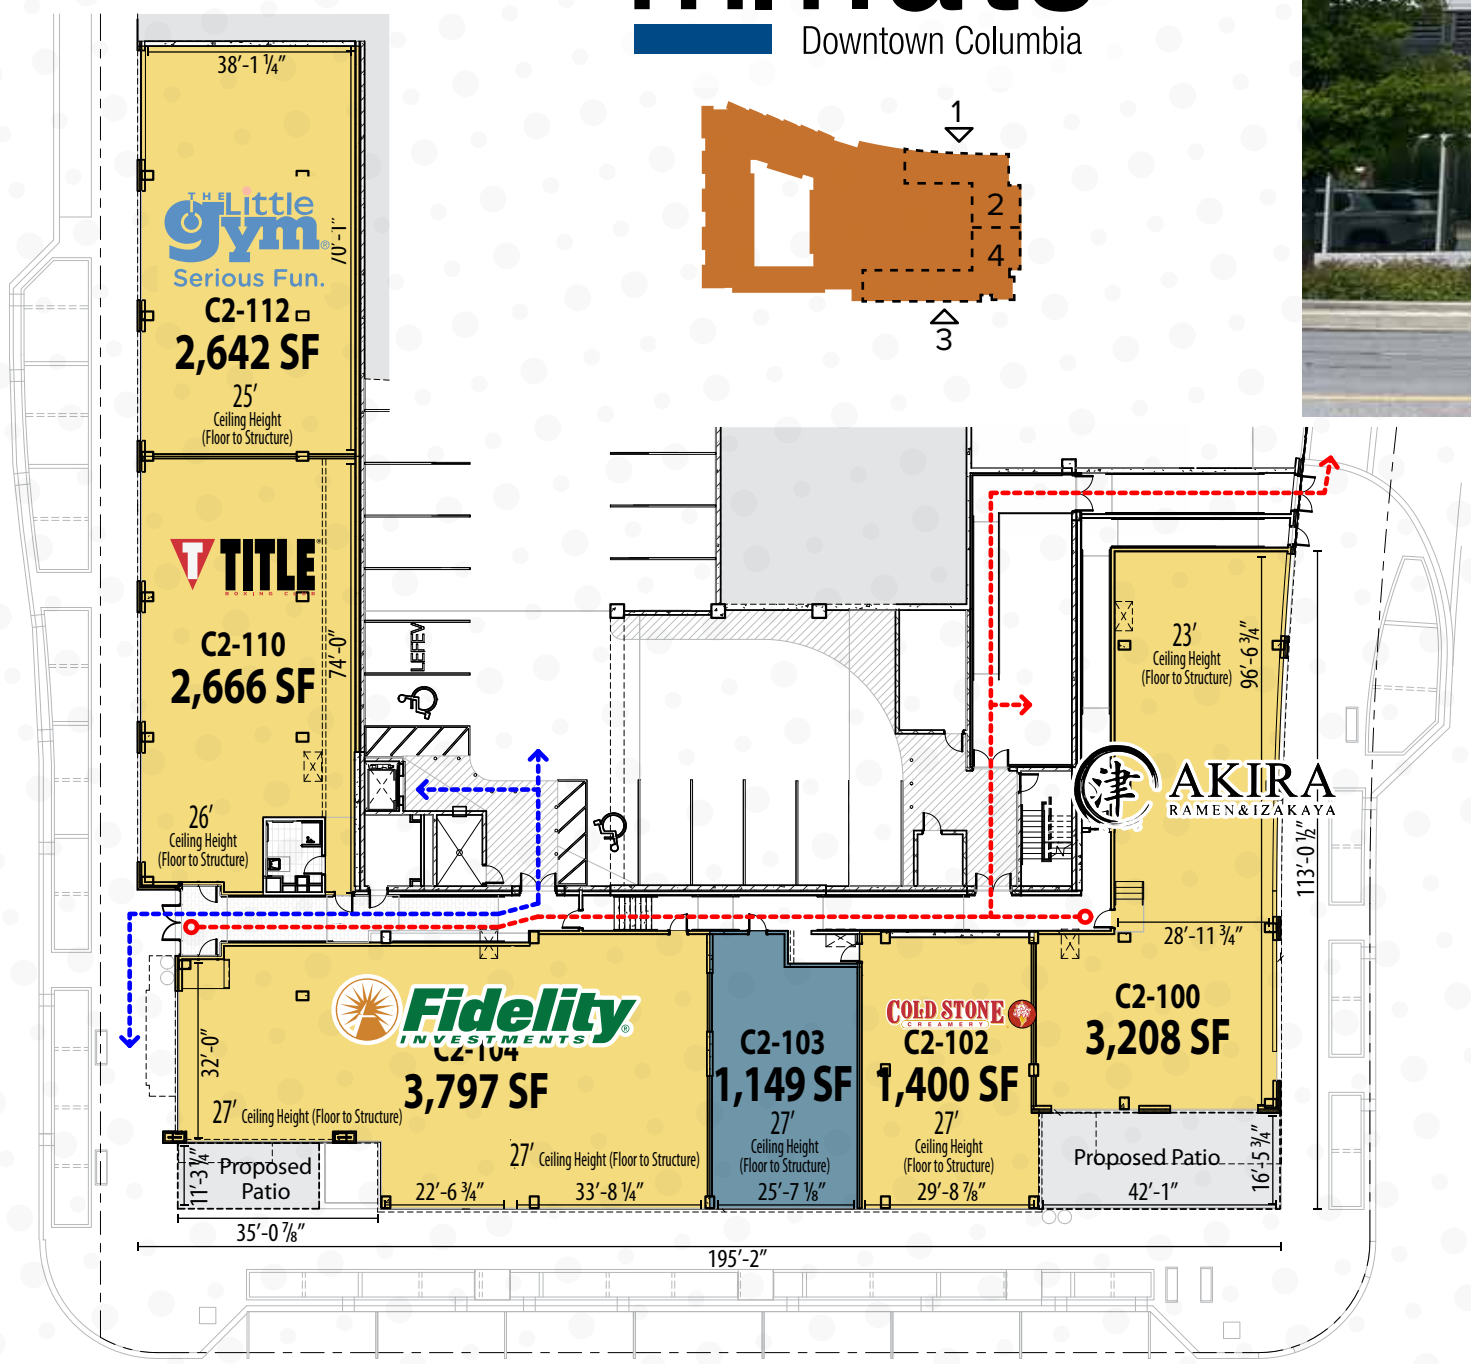 Downtown Columbia
1
2
4
3
38'-1 ¼"
THE Little
gym®
Serious Fun.
70'-1"
C2-112
2,642 SF
25'
Ceiling Height
(Floor to Structure)
T TITLE
BOXING CLUB
C2-110
2,666 SF
74'-0"
26'
Ceiling Height
(Floor to Structure)
LEFEV
23'
Ceiling Height
(Floor to Structure)
96'-6 ¾"
津 AKIRA
RAMEN & IZAKAYA
113'-0 ½"
28'-11 ¾"
C2-100
3,208 SF
Fidelity®
INVESTMENTS
C2-104
3,797 SF
32'-0"
27' Ceiling Height (Floor to Structure)
27' Ceiling Height (Floor to Structure)
C2-103
1,149 SF
27'
Ceiling Height
(Floor to Structure)
25'-7 ⅛"
COLD STONE
CREAMERY
C2-102
1,400 SF
27'
Ceiling Height
(Floor to Structure)
29'-8 ⅞"
Proposed
Patio
11'-3 ¼"
22'-6 ¾"
33'-8 ¼"
Proposed Patio
42'-1"
16'-5 ¾"
35'-0 ⅞"
195'-2"